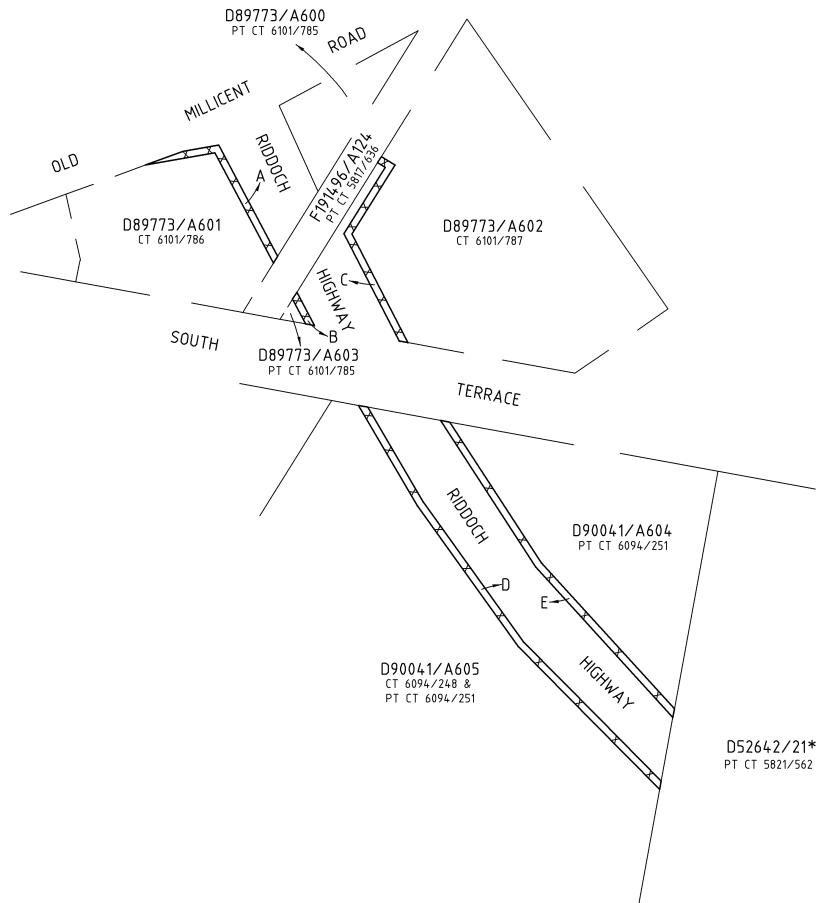 D89773/A600
PT CT 6101/785
ROAD
MILLICENT
OLD
RIDDOCH
A
F191496/A124
PT CT 5817/636
D89773/A601
CT 6101/786
D89773/A602
CT 6101/787
HIGHWAY
C
B
SOUTH
D89773/A603
PT CT 6101/785
TERRACE
RIDDOCH
D90041/A604
PT CT 6094/251
D
E
D90041/A605
CT 6094/248 &
PT CT 6094/251
HIGHWAY
D52642/21*
PT CT 5821/562